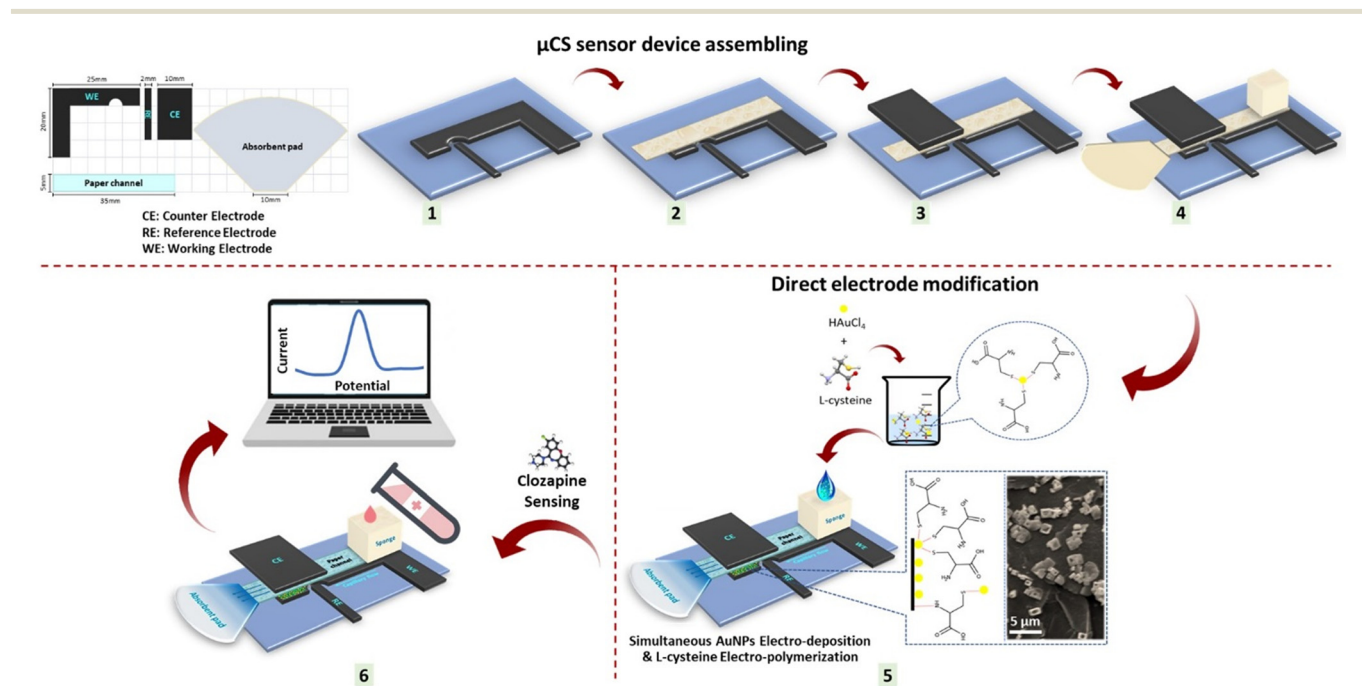 µCS sensor device assembling
25mm
2mm
10mm
WE
RE
CE
20mm
Absorbent pad
5mm
Paper channel
35mm
10mm
CE: Counter Electrode
RE: Reference Electrode
WE: Working Electrode
1
2
3
4
Direct electrode modification
HAuCl₄
+
L-cysteine
Current
Potential
Clozapine
Sensing
CE
Paper
channel
WE
RE
Absorbent pad
6
Sponge
CE
Paper
channel
WE
RE
Absorbent pad
Simultaneous AuNPs Electro-deposition
& L-cysteine Electro-polymerization
5
5 µm